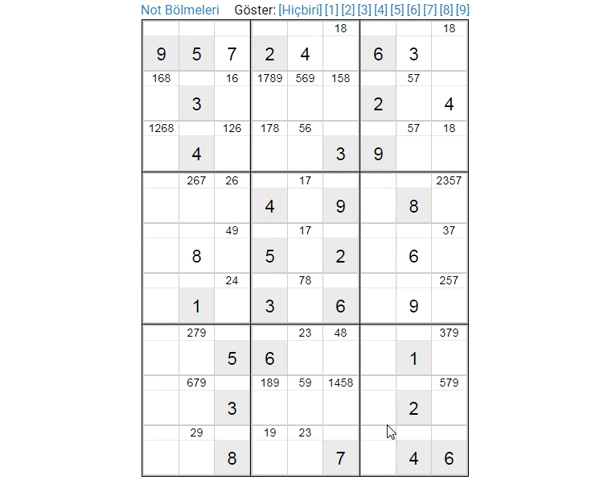 Not Bölmeleri Göster: [Hiçbiri] [1] [2] [3] [4] [5] [6] [7] [8] [9]
18 18
9 5 7 2 4 6 3
168 16 1789 569 158 57
3 2 4
1268 126 178 56 57 18
4 3 9
267 26 17 2357
4 9 8
49 17 37
8 5 2 6
24 78 257
1 3 6 9
279 23 48 379
5 6 1
679 189 59 1458 579
3 2
29 19 23
8 7 4 6